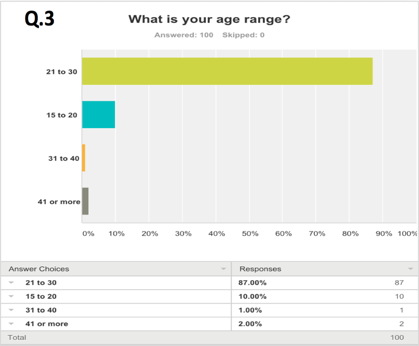 Q.3
What is your age range?
Answered: 100 Skipped: 0
21 to 30
15 to 20
31 to 40
41 or more
0% 10% 20% 30% 40% 50% 60% 70% 80% 90% 100%
Answer Choices Responses
21 to 30 87.00% 87
15 to 20 10.00% 10
31 to 40 1.00% 1
41 or more 2.00% 2
Total 100